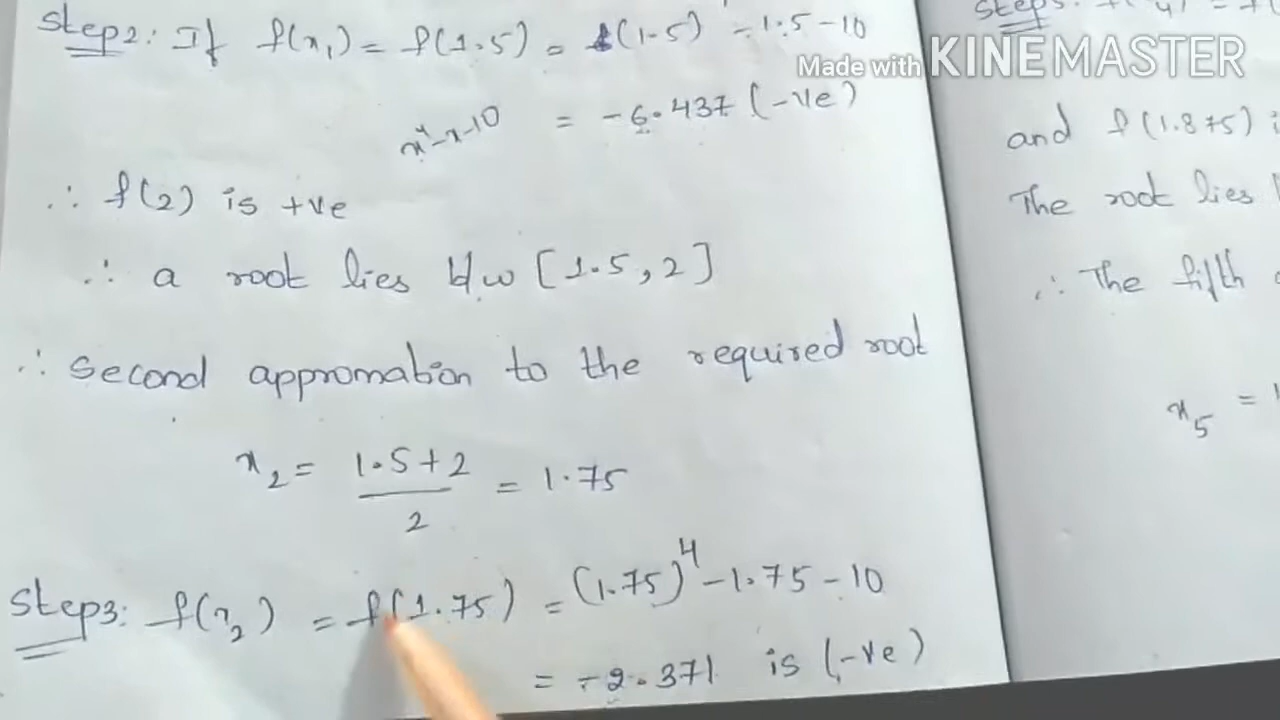 Step2: If f(x₁) = f(1.5) = (1.5) - 1.5 - 10
x⁴-x-10 = -6.437 (-ve)
∴ f(2) is +ve
∴ a root lies b/w [1.5, 2]
∴ Second appromation to the required root
x₂ = 1.5+2 / 2 = 1.75
Step3: f(x₂) = f(1.75) = (1.75)⁴ - 1.75 - 10
= -2.371 is (-ve)
Made with KINEMASTER
and f(1.875)
The root lies
∴ The fifth
x₅ =